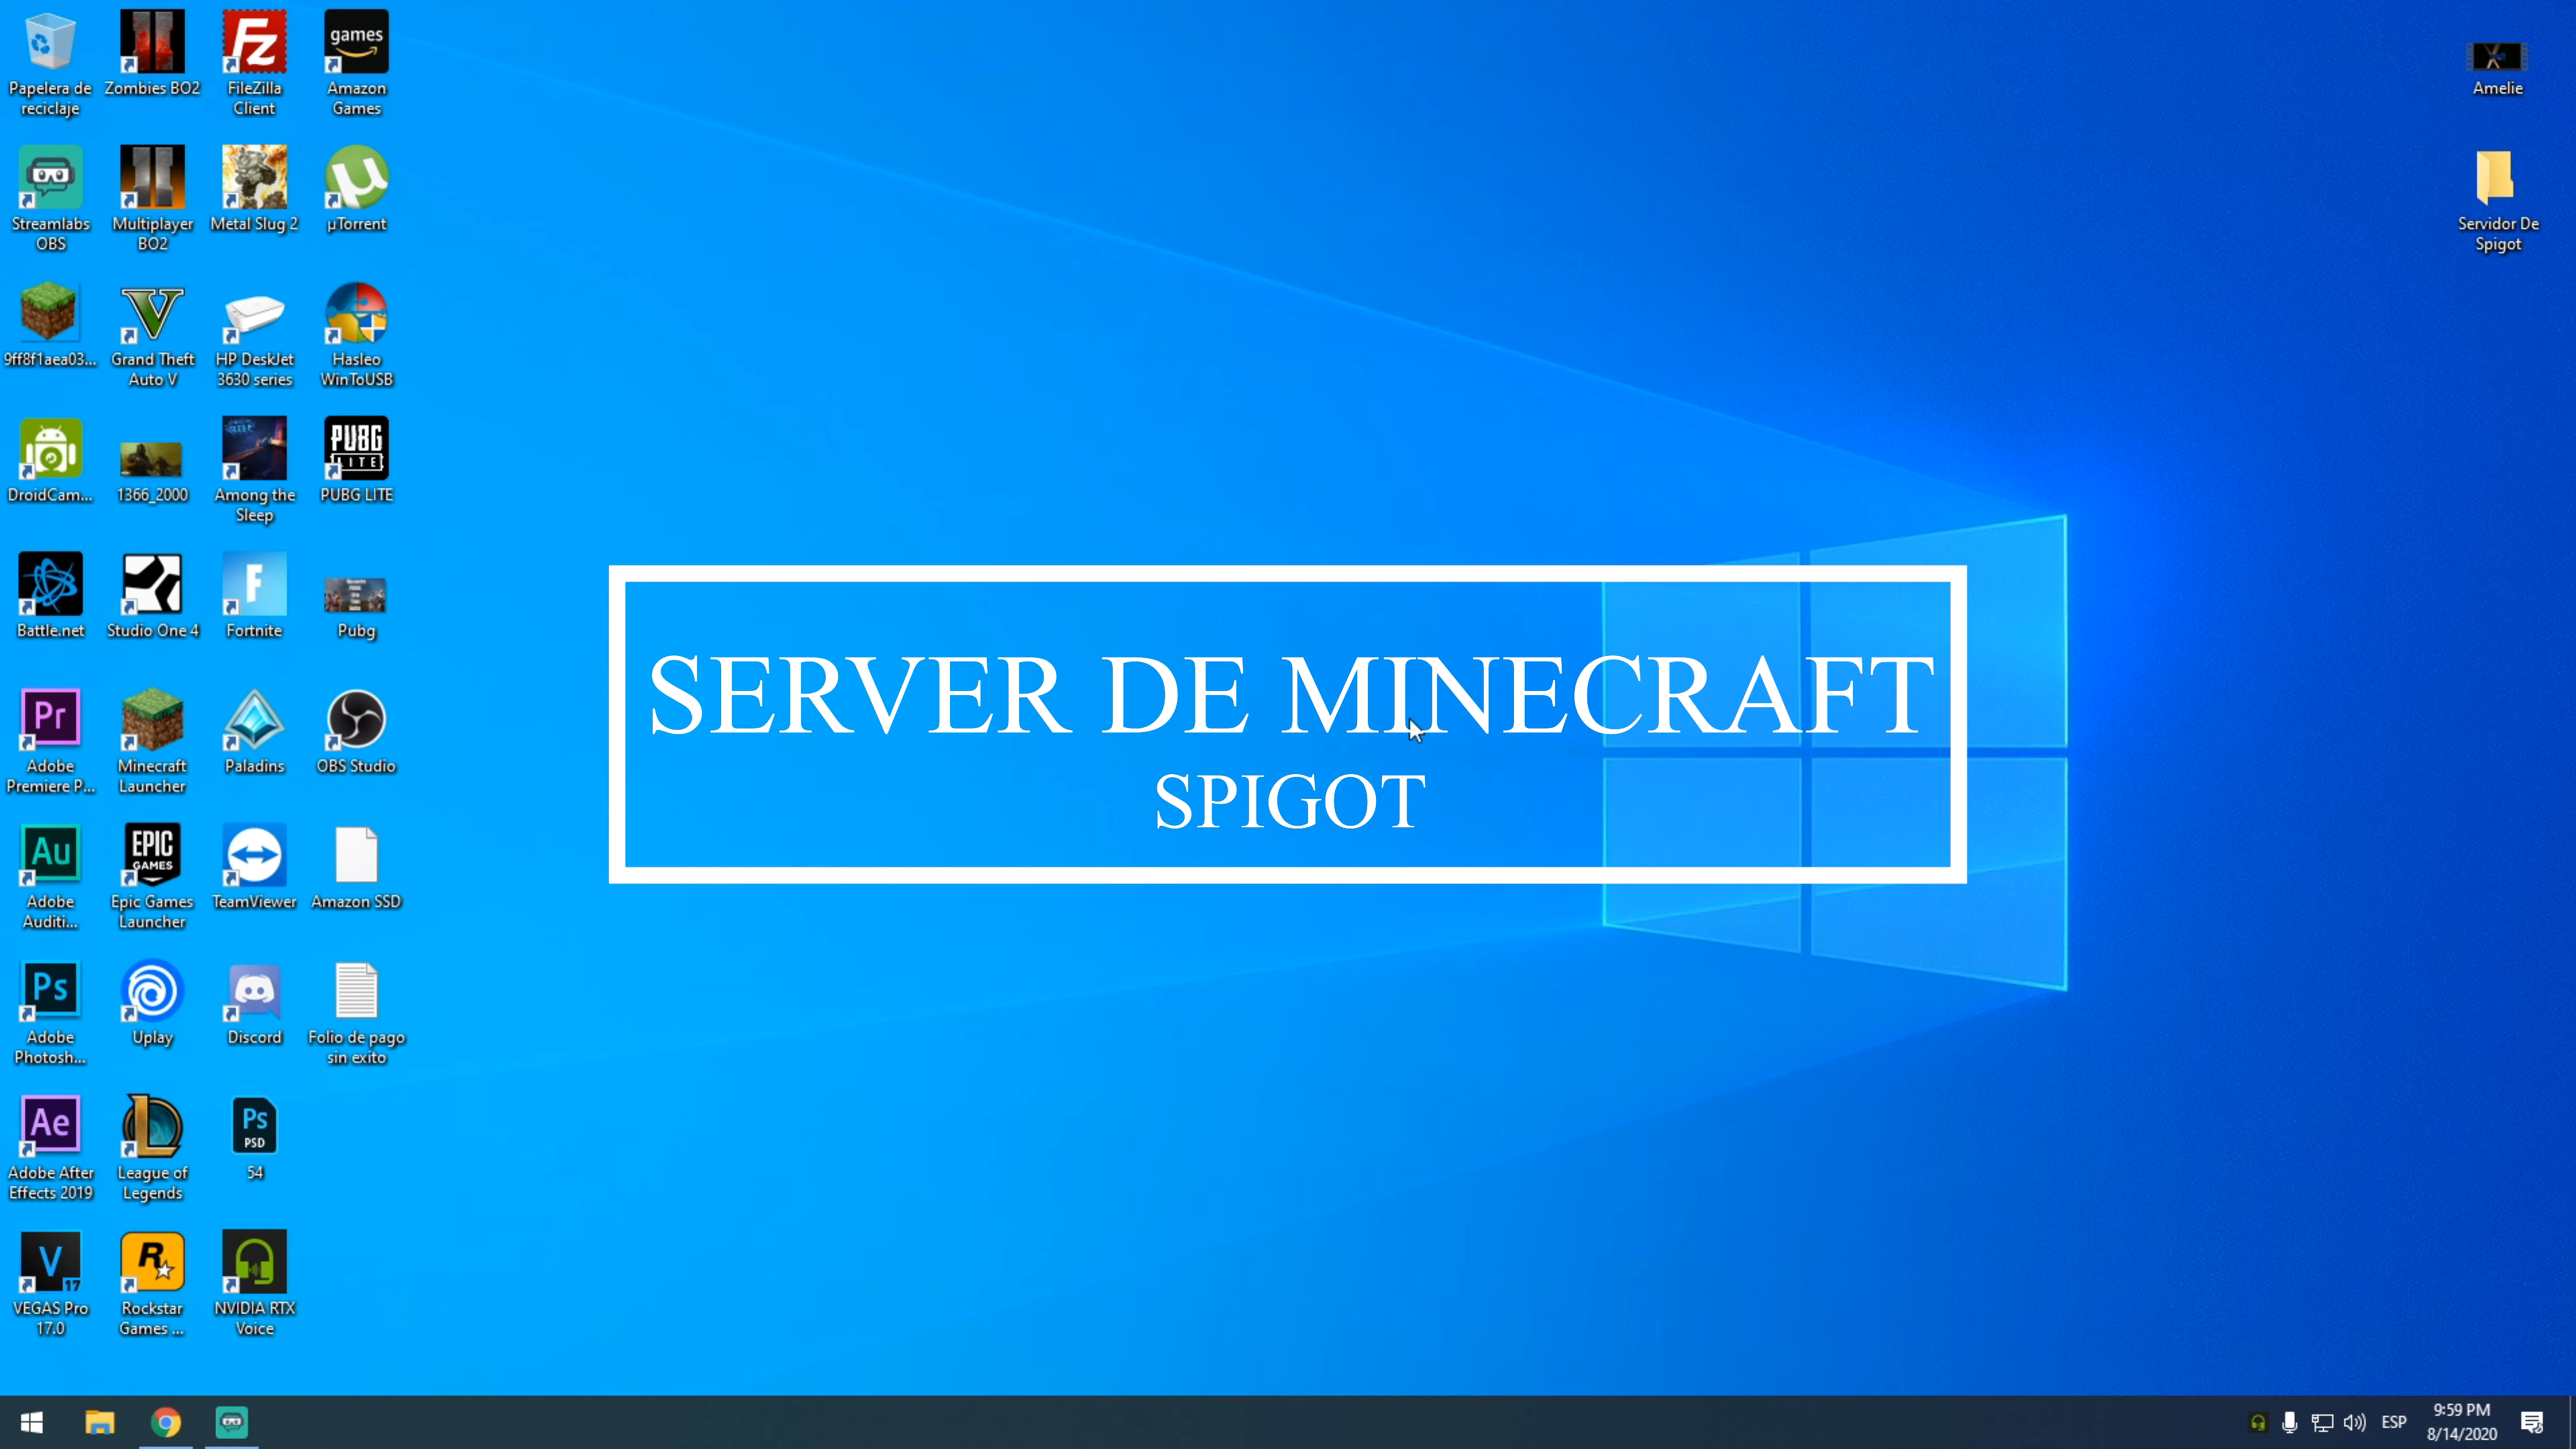 games
Papelera de
reciclaje
Zombies BO2
FileZilla
Client
Amazon
Games
Amelie
Streamlabs
OBS
Multiplayer
BO2
Metal Slug 2
µTorrent
Servidor De
Spigot
9ff8f1aea03...
Grand Theft
Auto V
HP DeskJet
3630 series
Hasleo
WinToUSB
PUBG
LITE
DroidCam...
1366_2000
Among the
Sleep
PUBG LITE
F
Battle.net
Studio One 4
Fortnite
Pubg
SERVER DE MINECRAFT
SPIGOT
Pr
Adobe
Premiere P...
Minecraft
Launcher
Paladins
OBS Studio
Au
EPIC
GAMES
Adobe
Auditi...
Epic Games
Launcher
TeamViewer
Amazon SSD
Ps
Adobe
Photosh...
Uplay
Discord
Folio de pago
sin exito
Ae
Ps
PSD
Adobe After
Effects 2019
League of
Legends
54
V
17
R
VEGAS Pro
17.0
Rockstar
Games ...
NVIDIA RTX
Voice
ESP
9:59 PM
8/14/2020